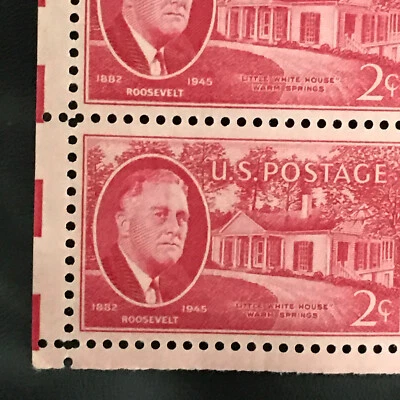 1882 1945 "LITTLE WHITE HOUSE" 2¢
ROOSEVELT WARM SPRINGS
U.S. POSTAGE
1882 1945 "LITTLE WHITE HOUSE" 2¢
ROOSEVELT WARM SPRINGS